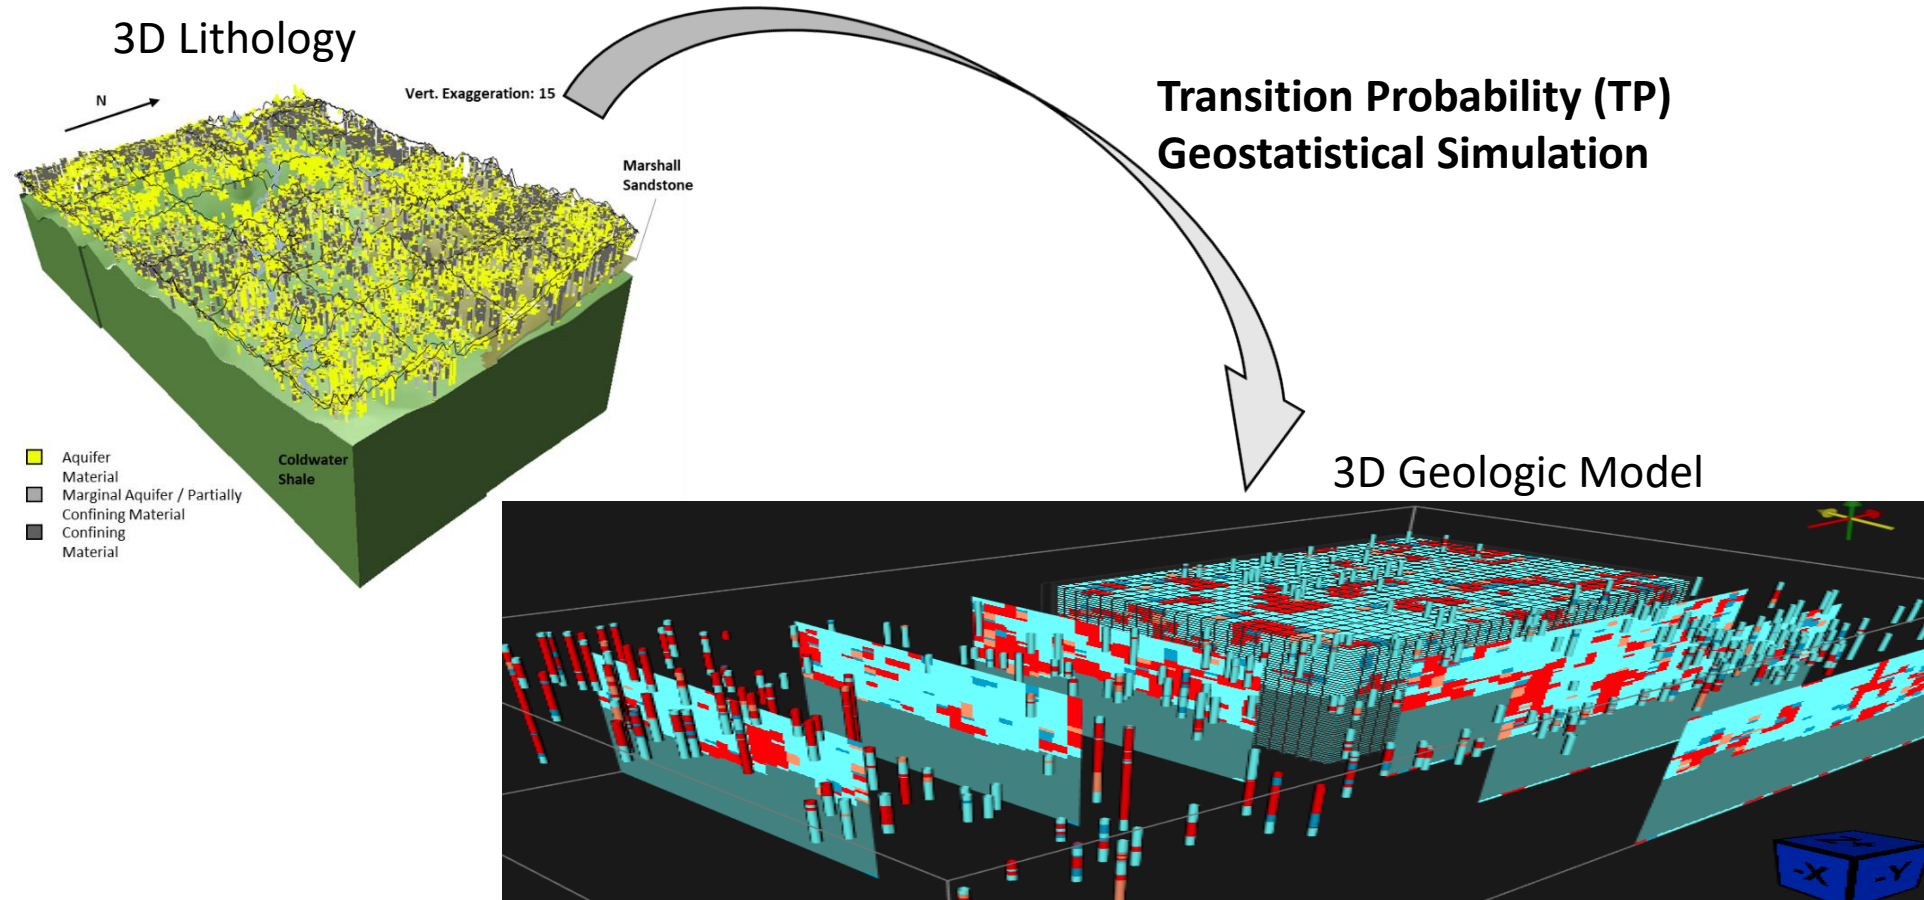 3D Lithology
N
Vert. Exaggeration: 15
Transition Probability (TP)
Geostatistical Simulation
Marshall
Sandstone
Aquifer
Material
Marginal Aquifer / Partially
Confining Material
Confining
Material
Coldwater
Shale
3D Geologic Model
-X
-Y